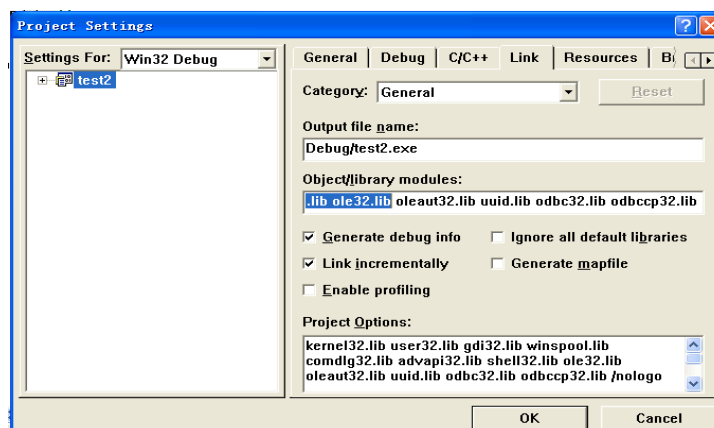 Project Settings
Settings For: Win32 Debug
test2
General Debug C/C++ Link Resources
Category: General Reset
Output file name:
Debug/test2.exe
Object/library modules:
.lib ole32.lib oleaut32.lib uuid.lib odbc32.lib odbccp32.lib
Generate debug info Ignore all default libraries
Link incrementally Generate mapfile
Enable profiling
Project Options:
kernel32.lib user32.lib gdi32.lib winspool.lib
comdlg32.lib advapi32.lib shell32.lib ole32.lib
oleaut32.lib uuid.lib odbc32.lib odbccp32.lib /nologo
OK Cancel